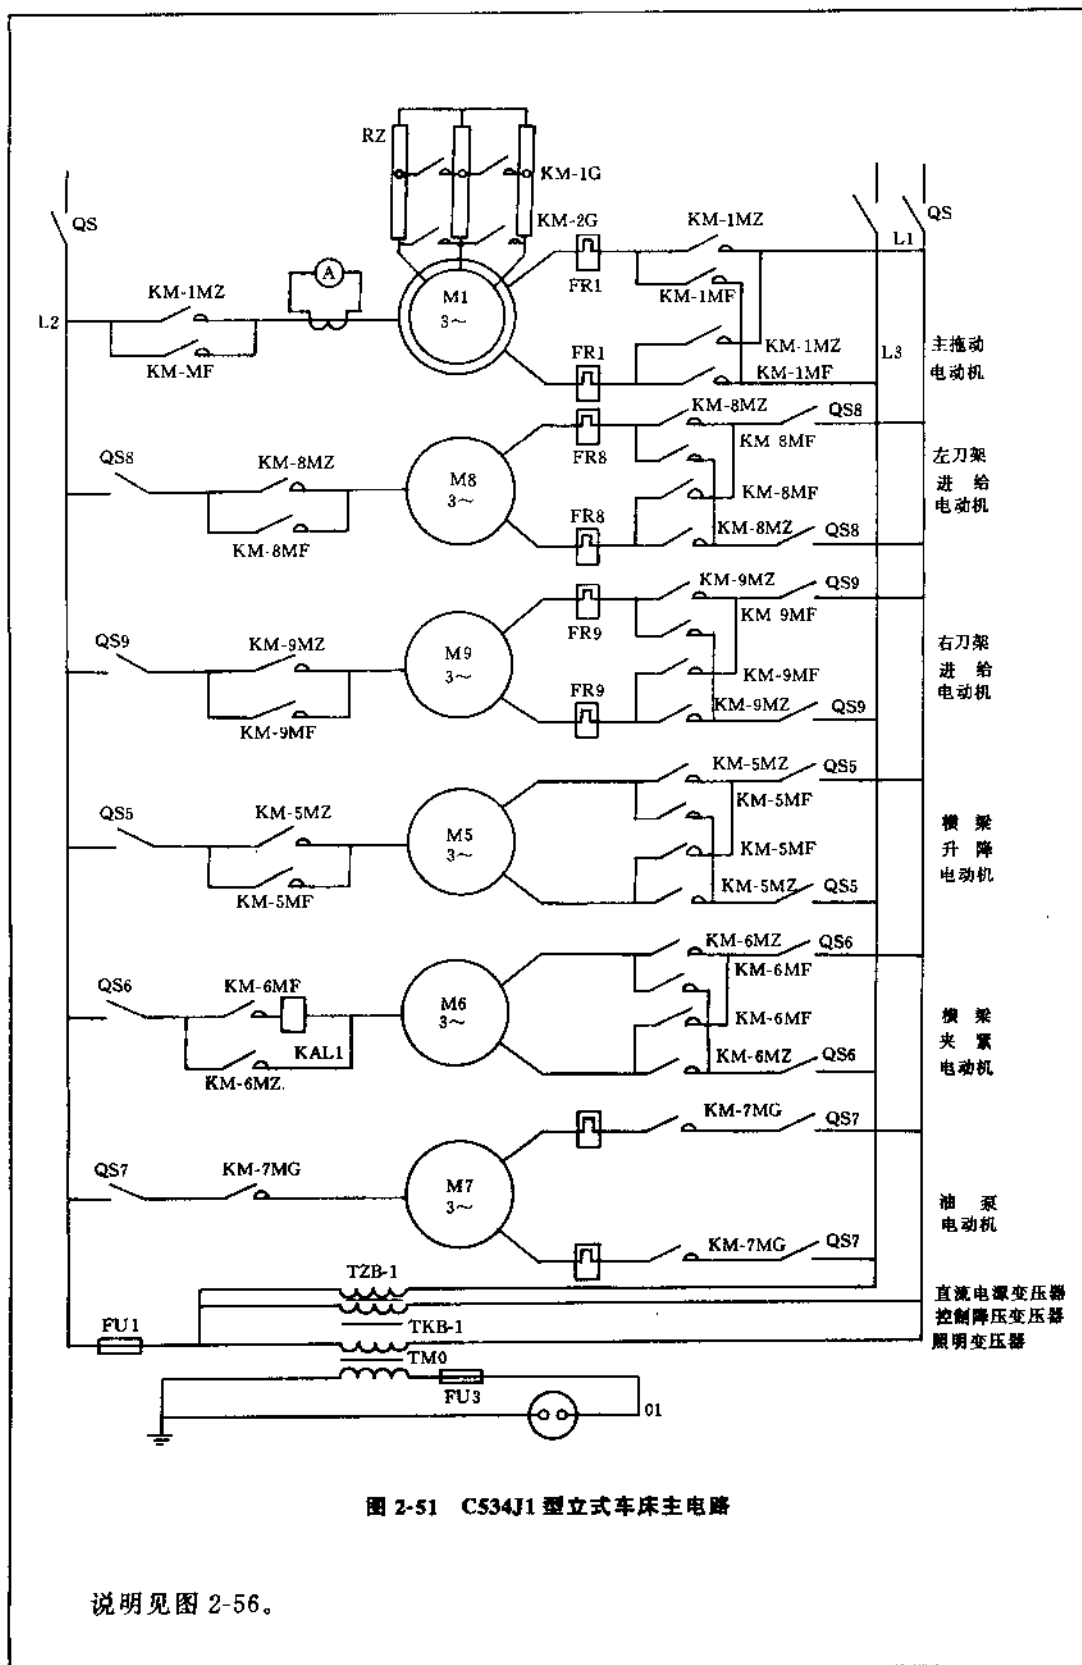 RZ
KM-1G
QS
KM-2G
KM-1MZ
QS
L1
A
FR1
KM-1MF
KM-1MZ
M1
3～
L2
KM-MF
FR1
KM-1MZ
L3
主拖动
电动机
KM-1MF
KM-8MZ
QS8
FR8
KM-8MF
QS8
KM-8MZ
M8
3～
左刀架
进 给
电动机
KM-8MF
FR8
KM-8MZ
QS8
KM-8MF
KM-9MZ
QS9
FR9
KM-9MF
QS9
KM-9MZ
M9
3～
右刀架
进 给
电动机
KM-9MF
FR9
KM-9MZ
QS9
KM-9MF
KM-5MZ
QS5
KM-5MF
QS5
KM-5MZ
M5
3～
横 梁
升 降
电动机
KM-5MF
KM-5MZ
QS5
KM-5MF
KM-6MZ
QS6
KM-6MF
QS6
KM-6MF
M6
3～
横 梁
夹 紧
电动机
KM-6MF
KAL1
KM-6MZ
QS6
KM-6MZ
KM-7MG
QS7
QS7
KM-7MG
M7
3～
油 泵
电动机
KM-7MG
QS7
TZB-1
直流电源变压器
FU1
TKB-1
控制降压变压器
TM0
照明变压器
FU3
01
图 2-51 C534J1 型立式车床主电路
说明见图 2-56。